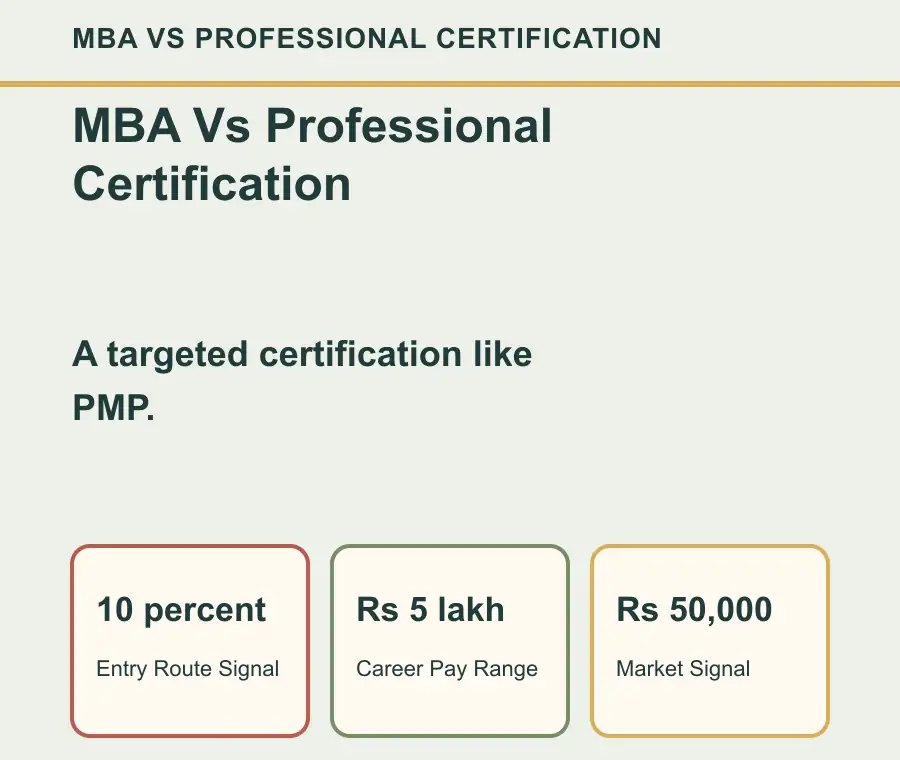 MBA VS PROFESSIONAL CERTIFICATION
MBA Vs Professional
Certification
A targeted certification like
PMP.
10 percent
Entry Route Signal
Rs 5 lakh
Career Pay Range
Rs 50,000
Market Signal